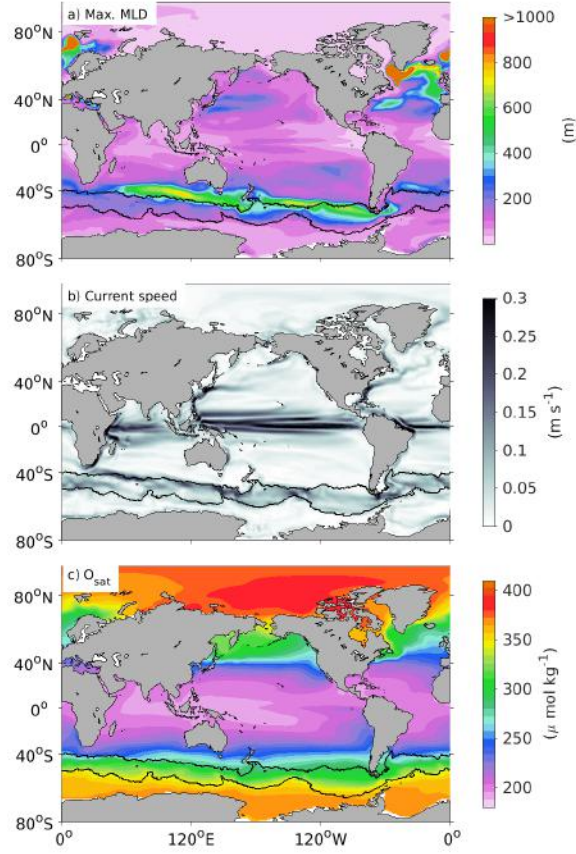 a) Max. MLD
80°N
40°N
0°
40°S
80°S
>1000
800
600
400
200
(m)
b) Current speed
80°N
40°N
0°
40°S
80°S
0.3
0.25
0.2
0.15
0.1
0.05
0
(m s⁻¹)
c) Oₛₐₜ
80°N
40°N
0°
40°S
80°S
400
350
300
250
200
(μ mol kg⁻¹)
0°
120°E
120°W
0°